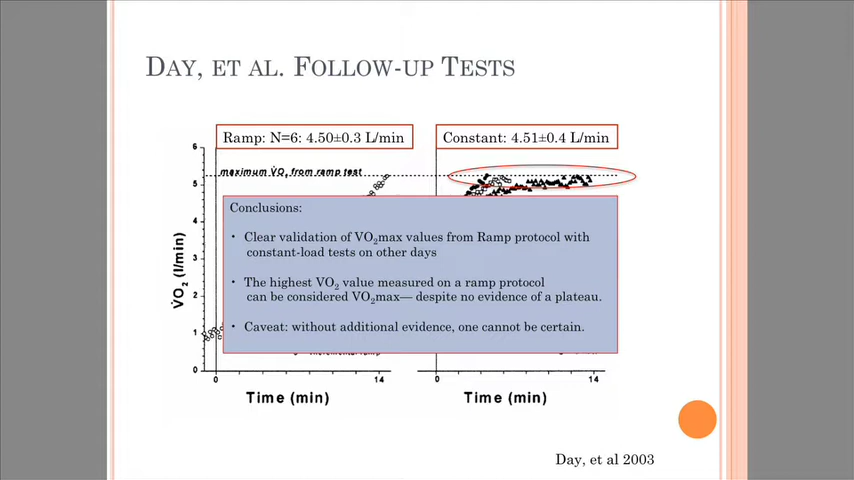 DAY, ET AL. FOLLOW-UP TESTS
Ramp: N=6: 4.50±0.3 L/min
Constant: 4.51±0.4 L/min
maximum V̇O₂ from ramp test
6
5
4
3
2
1
0
V̇O₂ (l/min)
Conclusions:
• Clear validation of VO₂max values from Ramp protocol with
constant-load tests on other days
• The highest VO₂ value measured on a ramp protocol
can be considered VO₂max— despite no evidence of a plateau.
• Caveat: without additional evidence, one cannot be certain.
0 14
0 14
Time (min)
Time (min)
Day, et al 2003